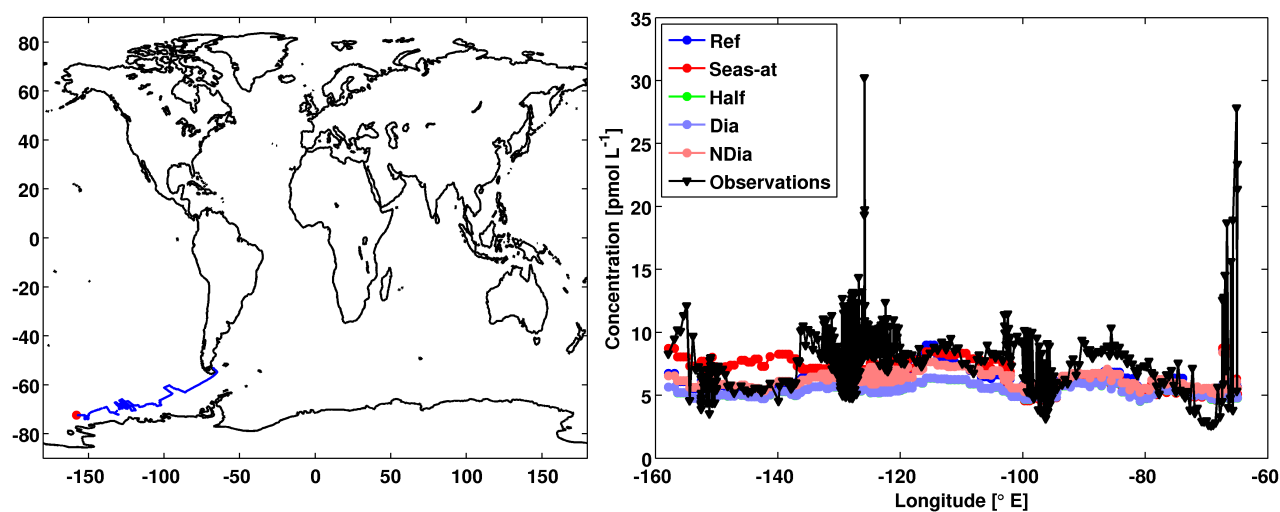 80
60
40
20
0
-20
-40
-60
-80
-150 -100 -50 0 50 100 150
35
30
25
20
15
10
5
0
Concentration [pmol L⁻¹]
Ref
Seas-at
Half
Dia
NDia
Observations
-160 -140 -120 -100 -80 -60
Longitude [° E]